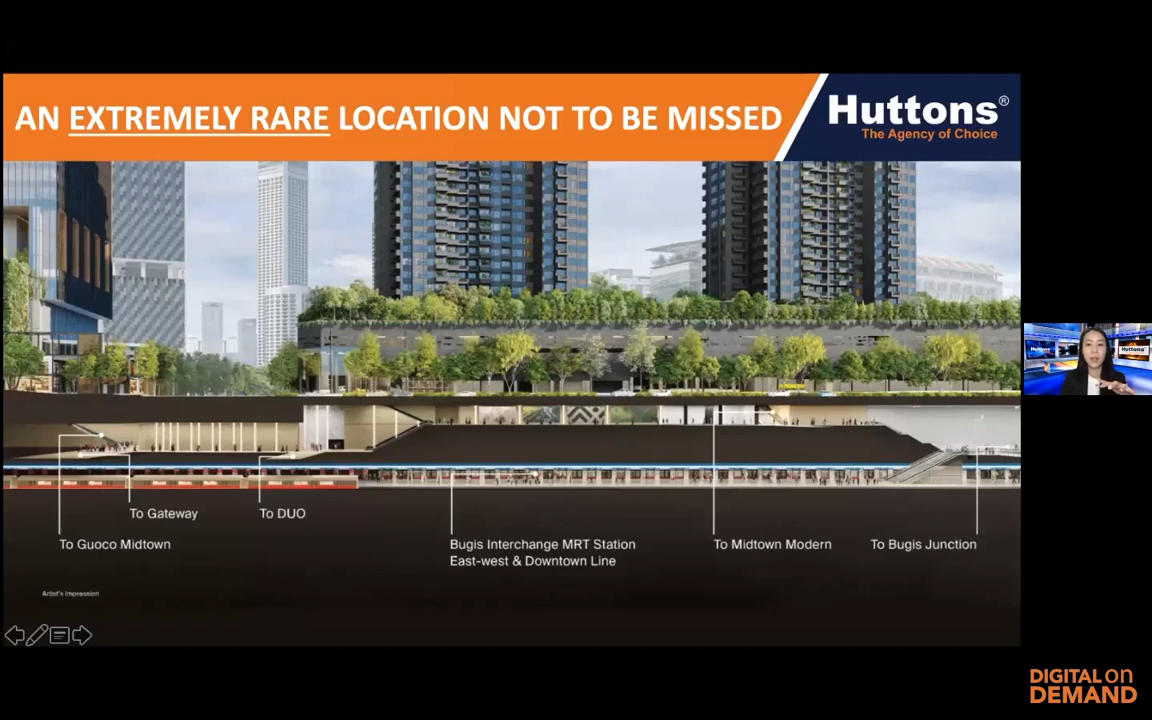 AN EXTREMELY RARE LOCATION NOT TO BE MISSED
Huttons®
The Agency of Choice
To Gateway
To DUO
To Guoco Midtown
Bugis Interchange MRT Station
East-west & Downtown Line
To Midtown Modern
To Bugis Junction
Artist's Impression
Huttons
Huttons
DIGITAL on
DEMAND